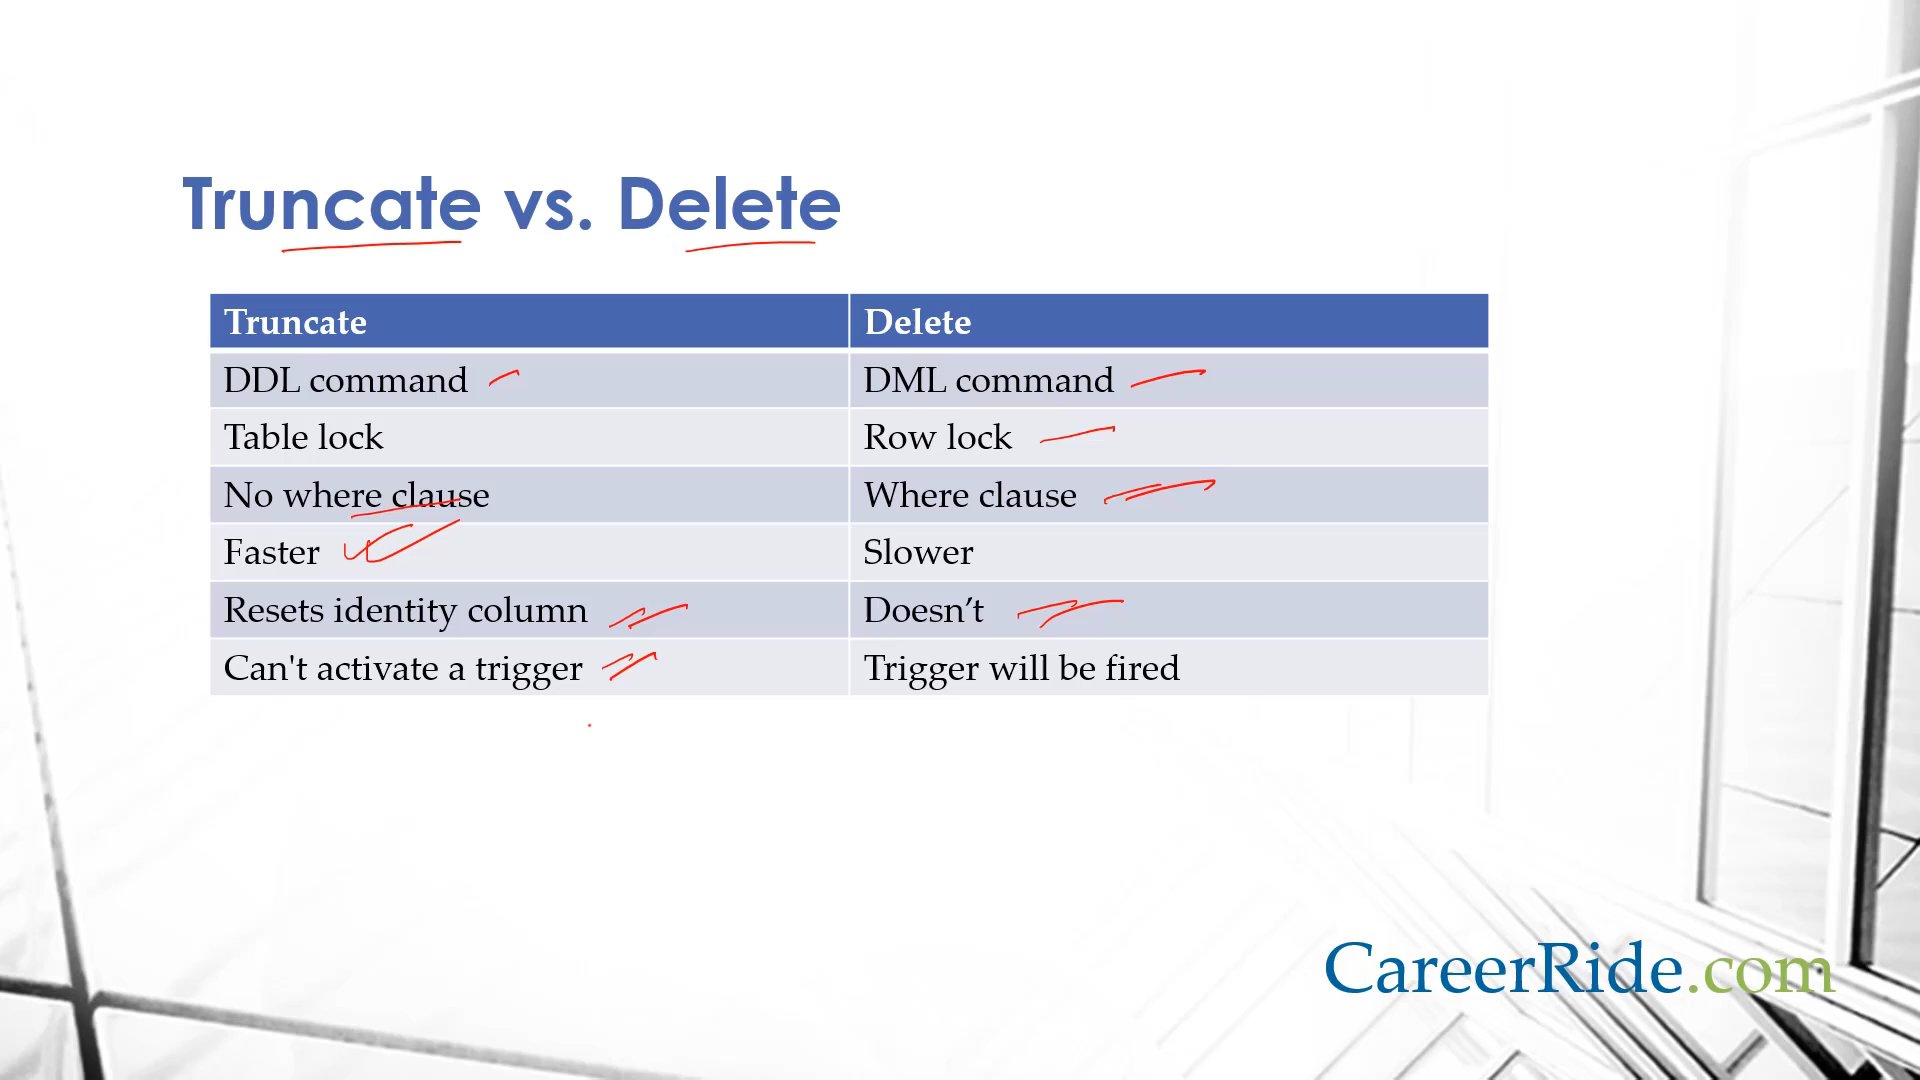 Truncate vs. Delete
Truncate Delete
DDL command DML command
Table lock Row lock
No where clause Where clause
Faster Slower
Resets identity column Doesn’t
Can't activate a trigger Trigger will be fired
CareerRide.com